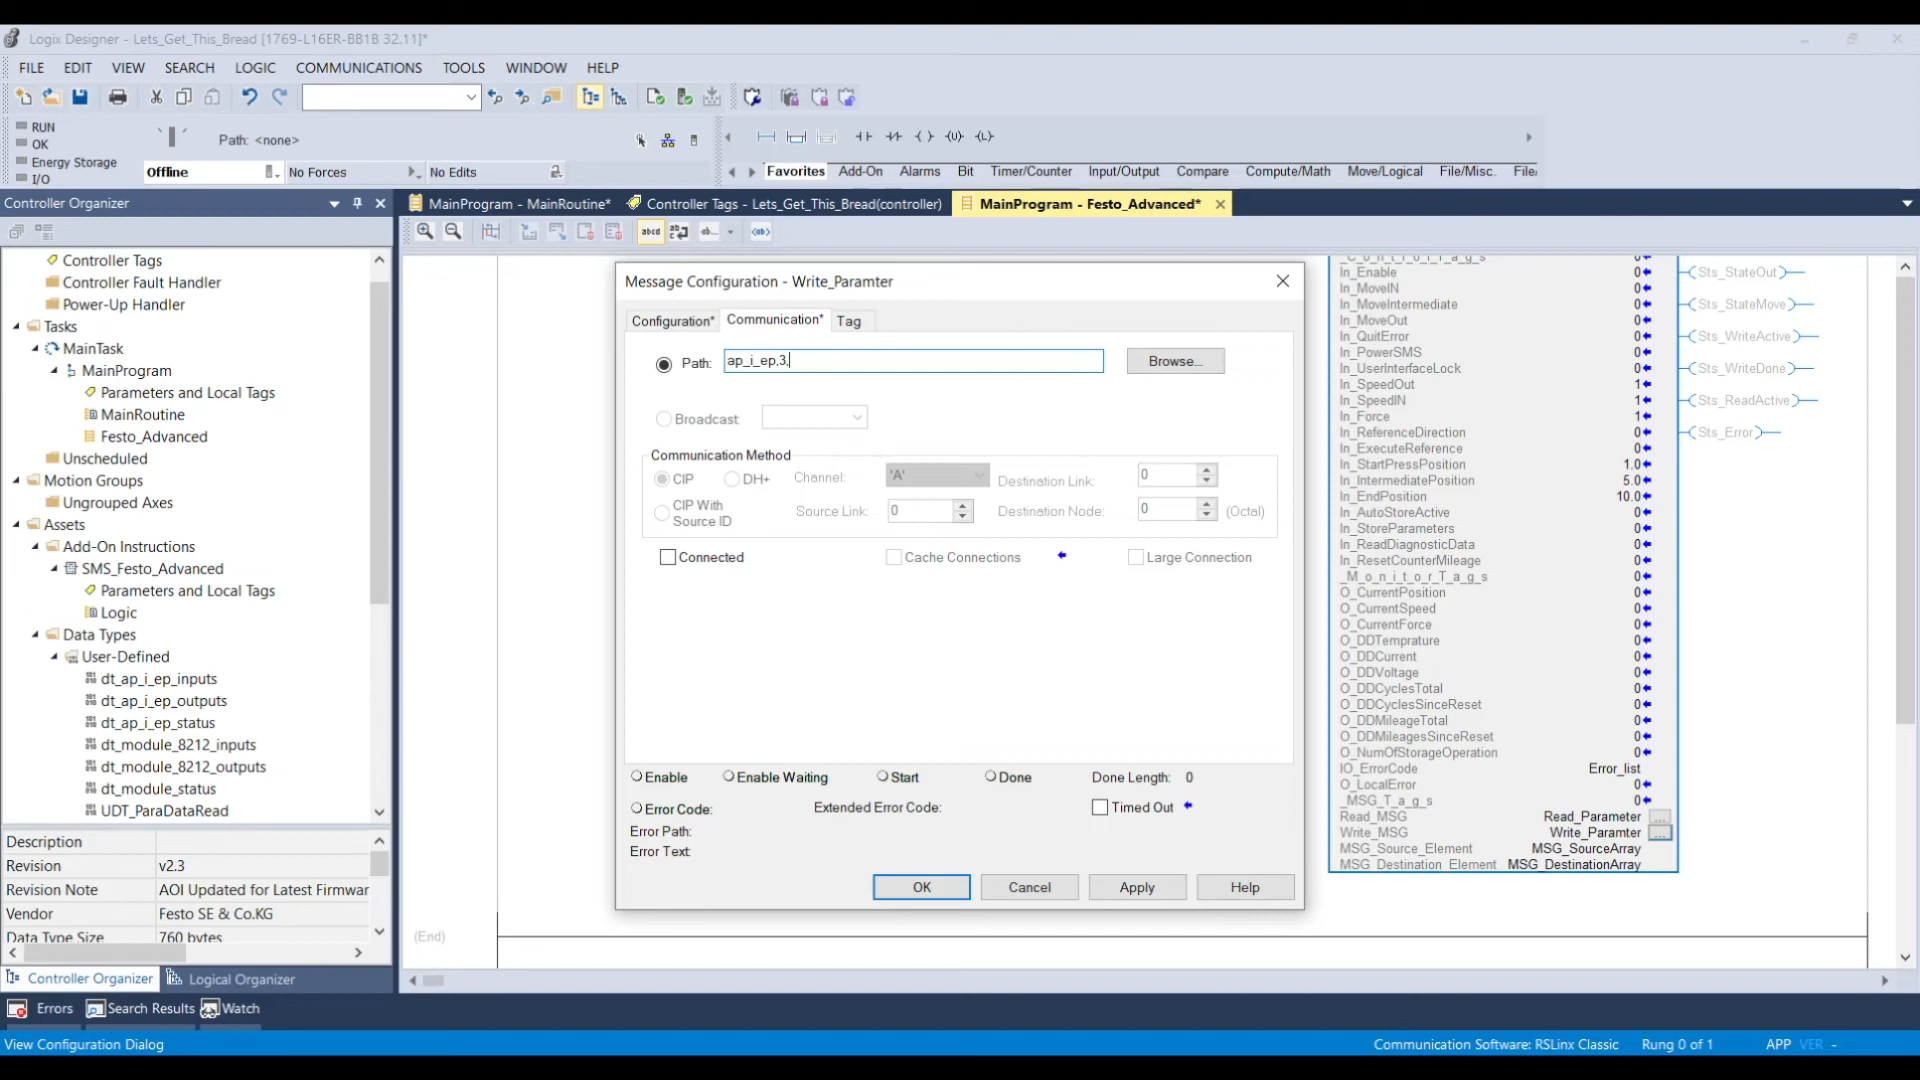 Logix Designer - Lets_Get_This_Bread [1769-L16ER-BB1B 32.11]*
FILE EDIT VIEW SEARCH LOGIC COMMUNICATIONS TOOLS WINDOW HELP
RUN
OK
Energy Storage
I/O
Path: <none>
Offline No Forces No Edits
Favorites Add-On Alarms Bit Timer/Counter Input/Output Compare Compute/Math Move/Logical File/Misc. File/
Controller Organizer
MainProgram - MainRoutine* Controller Tags - Lets_Get_This_Bread(controller) MainProgram - Festo_Advanced*
Controller Tags
Controller Fault Handler
Power-Up Handler
Tasks
MainTask
MainProgram
Parameters and Local Tags
MainRoutine
Festo_Advanced
Unscheduled
Motion Groups
Ungrouped Axes
Assets
Add-On Instructions
SMS_Festo_Advanced
Parameters and Local Tags
Logic
Data Types
User-Defined
dt_ap_i_ep_inputs
dt_ap_i_ep_outputs
dt_ap_i_ep_status
dt_module_8212_inputs
dt_module_8212_outputs
dt_module_status
UDT_ParaDataRead
Description
Revision v2.3
Revision Note AOI Updated for Latest Firmwar
Vendor Festo SE & Co.KG
Data Type Size 760 bytes
Controller Organizer Logical Organizer
Message Configuration - Write_Paramter
Configuration* Communication* Tag
Path: ap_i_ep,3, Browse...
Broadcast:
Communication Method
CIP DH+ Channel: 'A' Destination Link: 0
CIP With Source ID Source Link: 0 Destination Node: 0 (Octal)
Connected Cache Connections Large Connection
Enable Enable Waiting Start Done Done Length: 0
Error Code: Extended Error Code: Timed Out
Error Path:
Error Text:
OK Cancel Apply Help
_C_o_n_t_r_o_l_T_a_g_s 0
In_Enable 0
In_MoveIN 0
In_MoveIntermediate 0
In_MoveOut 0
In_QuitError 0
In_PowerSMS 0
In_UserInterfaceLock 0
In_SpeedOut 1
In_SpeedIN 1
In_Force 1
In_ReferenceDirection 0
In_ExecuteReference 0
In_StartPressPosition 1.0
In_IntermediatePosition 5.0
In_EndPosition 10.0
In_AutoStoreActive 0
In_StoreParameters 0
In_ReadDiagnosticData 0
In_ResetCounterMileage 0
_M_o_n_i_t_o_r_T_a_g_s 0
O_CurrentPosition 0
O_CurrentSpeed 0
O_CurrentForce 0
O_DDTemprature 0
O_DDCurrent 0
O_DDVoltage 0
O_DDCyclesTotal 0
O_DDCyclesSinceReset 0
O_DDMileageTotal 0
O_DDMileagesSinceReset 0
O_NumOfStorageOperation 0
IO_ErrorCode Error_list
O_LocalError 0
_MSG_T_a_g_s 0
Read_MSG Read_Parameter ...
Write_MSG Write_Paramter ...
MSG_Source_Element MSG_SourceArray
MSG_Destination_Element MSG_DestinationArray
Sts_StateOut
Sts_StateMove
Sts_WriteActive
Sts_WriteDone
Sts_ReadActive
Sts_Error
(End)
Errors Search Results Watch
View Configuration Dialog Communication Software: RSLinx Classic Rung 0 of 1 APP VER